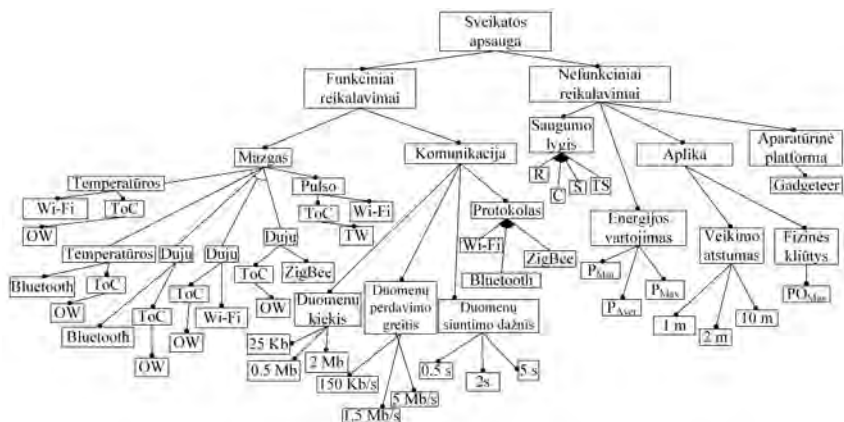 Sveikatos
apsauga
Funkciniai
reikalavimai
Nefunkciniai
reikalavimai
Mazgas
Komunikacija
Saugumo
lygis
Aplika
Aparatūrinė
platforma
Gadgeteer
R
C
S
TS
Temperatūros
Wi-Fi
ToC
OW
Pulso
ToC
Wi-Fi
TW
Protokolas
Wi-Fi
Bluetooth
ZigBee
Energijos
vartojimas
Veikimo
atstumas
Fizinės
kliūtys
Temperatūros
Bluetooth
ToC
OW
Dujų
Bluetooth
ToC
OW
Dujų
ToC
Wi-Fi
OW
Dujų
ToC
ZigBee
OW
Duomenų
kiekis
Duomenų
perdavimo
greitis
Duomenų
siuntimo dažnis
PMin
PAver
PMax
1 m
2 m
10 m
POMax
25 Kb
0.5 Mb
2 Mb
150 Kb/s
1,5 Mb/s
5 Mb/s
0.5 s
2s
5 s